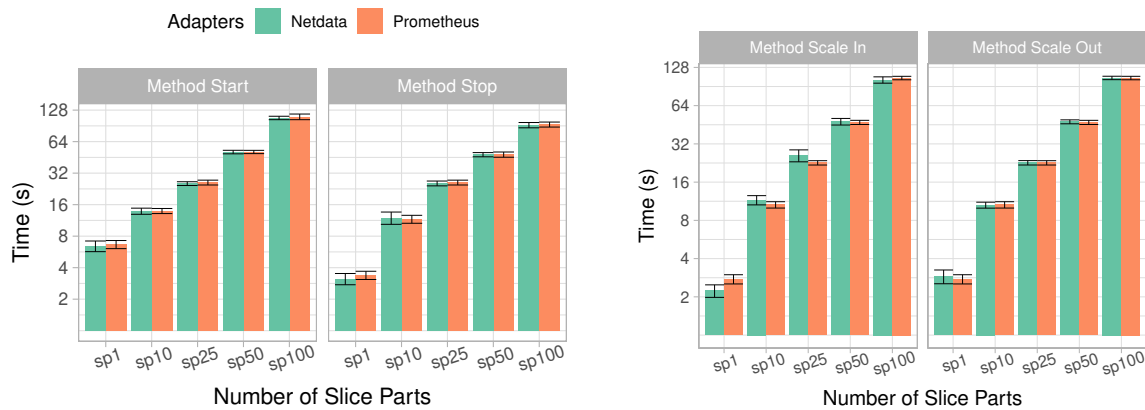 Adapters Netdata Prometheus
Method Start Method Stop
Time (s)
128
64
32
16
8
4
2
sp1 sp10 sp25 sp50 sp100 sp1 sp10 sp25 sp50 sp100
Number of Slice Parts
Method Scale In Method Scale Out
Time (s)
128
64
32
16
8
4
2
sp1 sp10 sp25 sp50 sp100 sp1 sp10 sp25 sp50 sp100
Number of Slice Parts